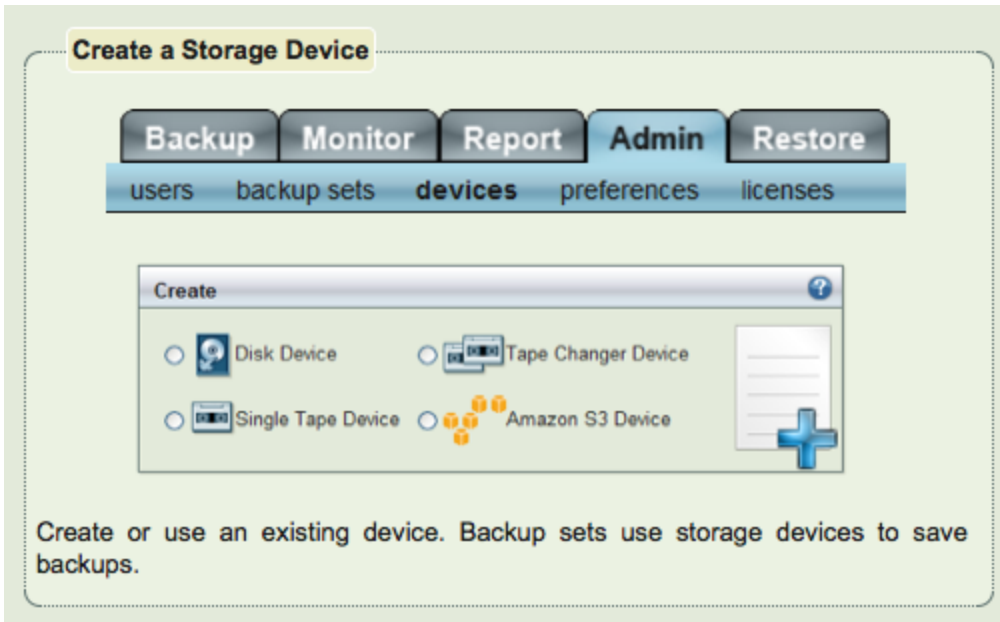 Create a Storage Device
Backup Monitor Report Admin Restore
users backup sets devices preferences licenses
Create ?
Disk Device Tape Changer Device
Single Tape Device Amazon S3 Device
Create or use an existing device. Backup sets use storage devices to save
backups.